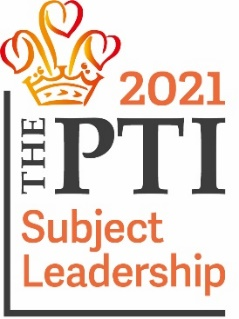 2021
THE PTI
Subject
Leadership